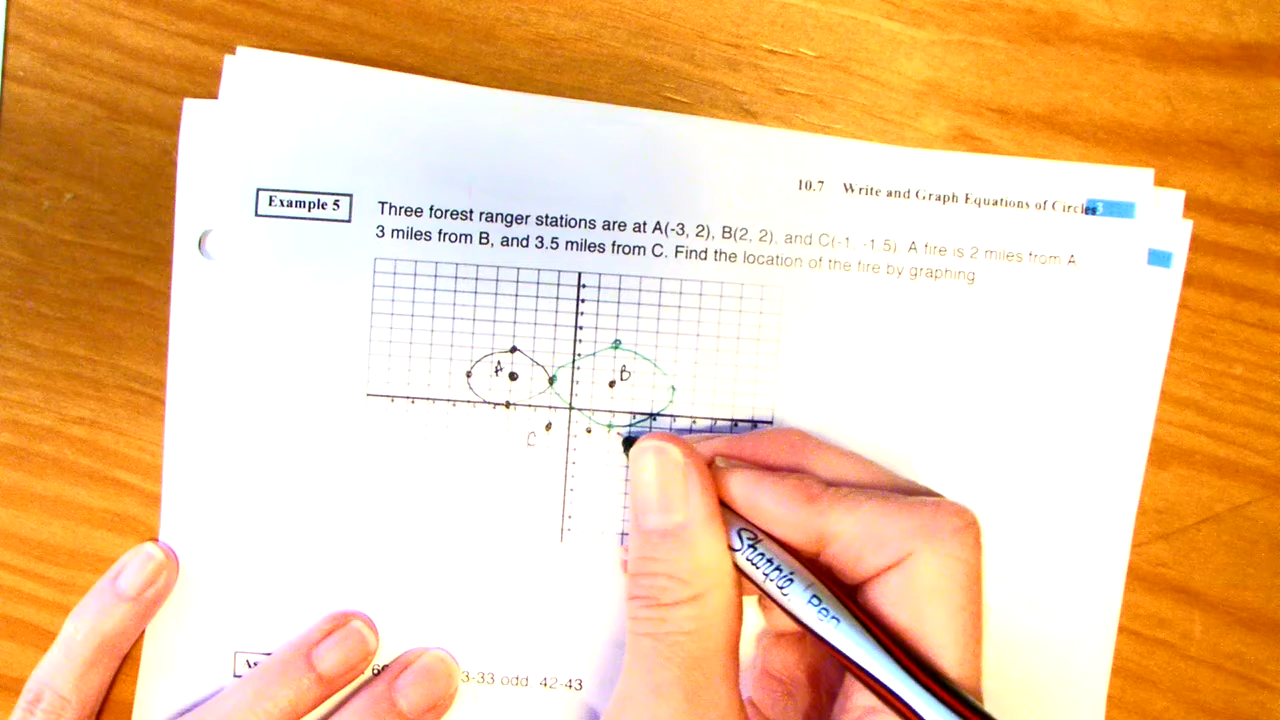 10.7 Write and Graph Equations of Circles 3
Example 5
Three forest ranger stations are at A(-3, 2), B(2, 2), and C(-1, -1.5). A fire is 2 miles from A
3 miles from B, and 3.5 miles from C. Find the location of the fire by graphing
A
B
C
Sharpie Pen
3-33 odd 42-43